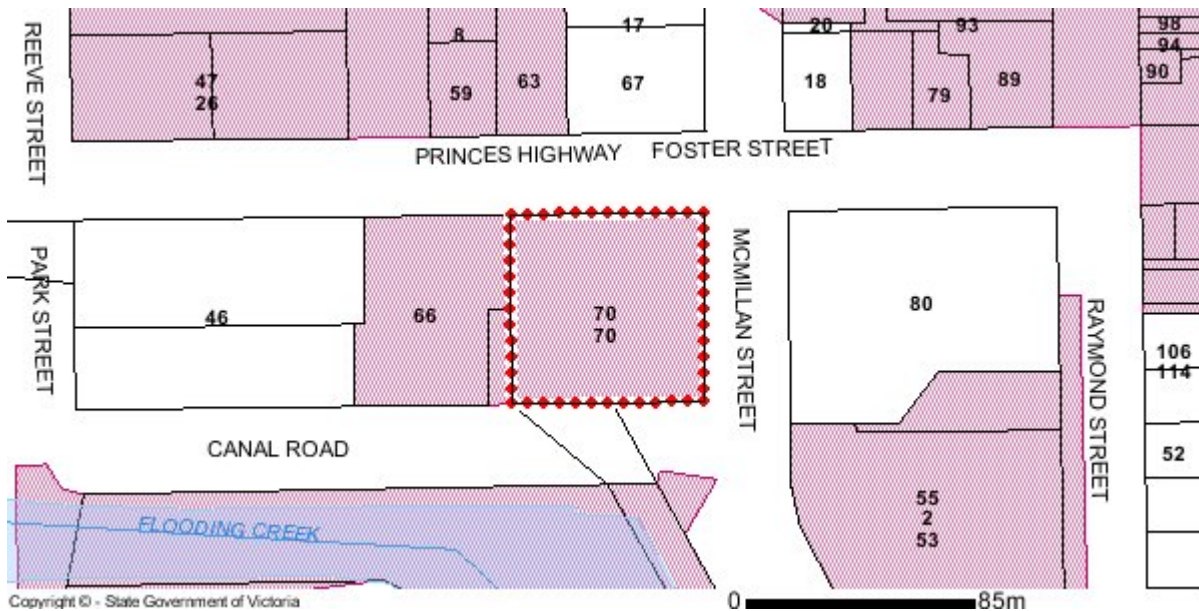 REEVE STREET
47
26
8
59
63
17
67
20
18
93
79
89
98
94
90
PRINCES HIGHWAY
FOSTER STREET
PARK STREET
46
66
70
70
MCMILLAN STREET
80
RAYMOND STREET
106
114
52
CANAL ROAD
FLOODING CREEK
55
2
53
Copyright © - State Government of Victoria
0
85m